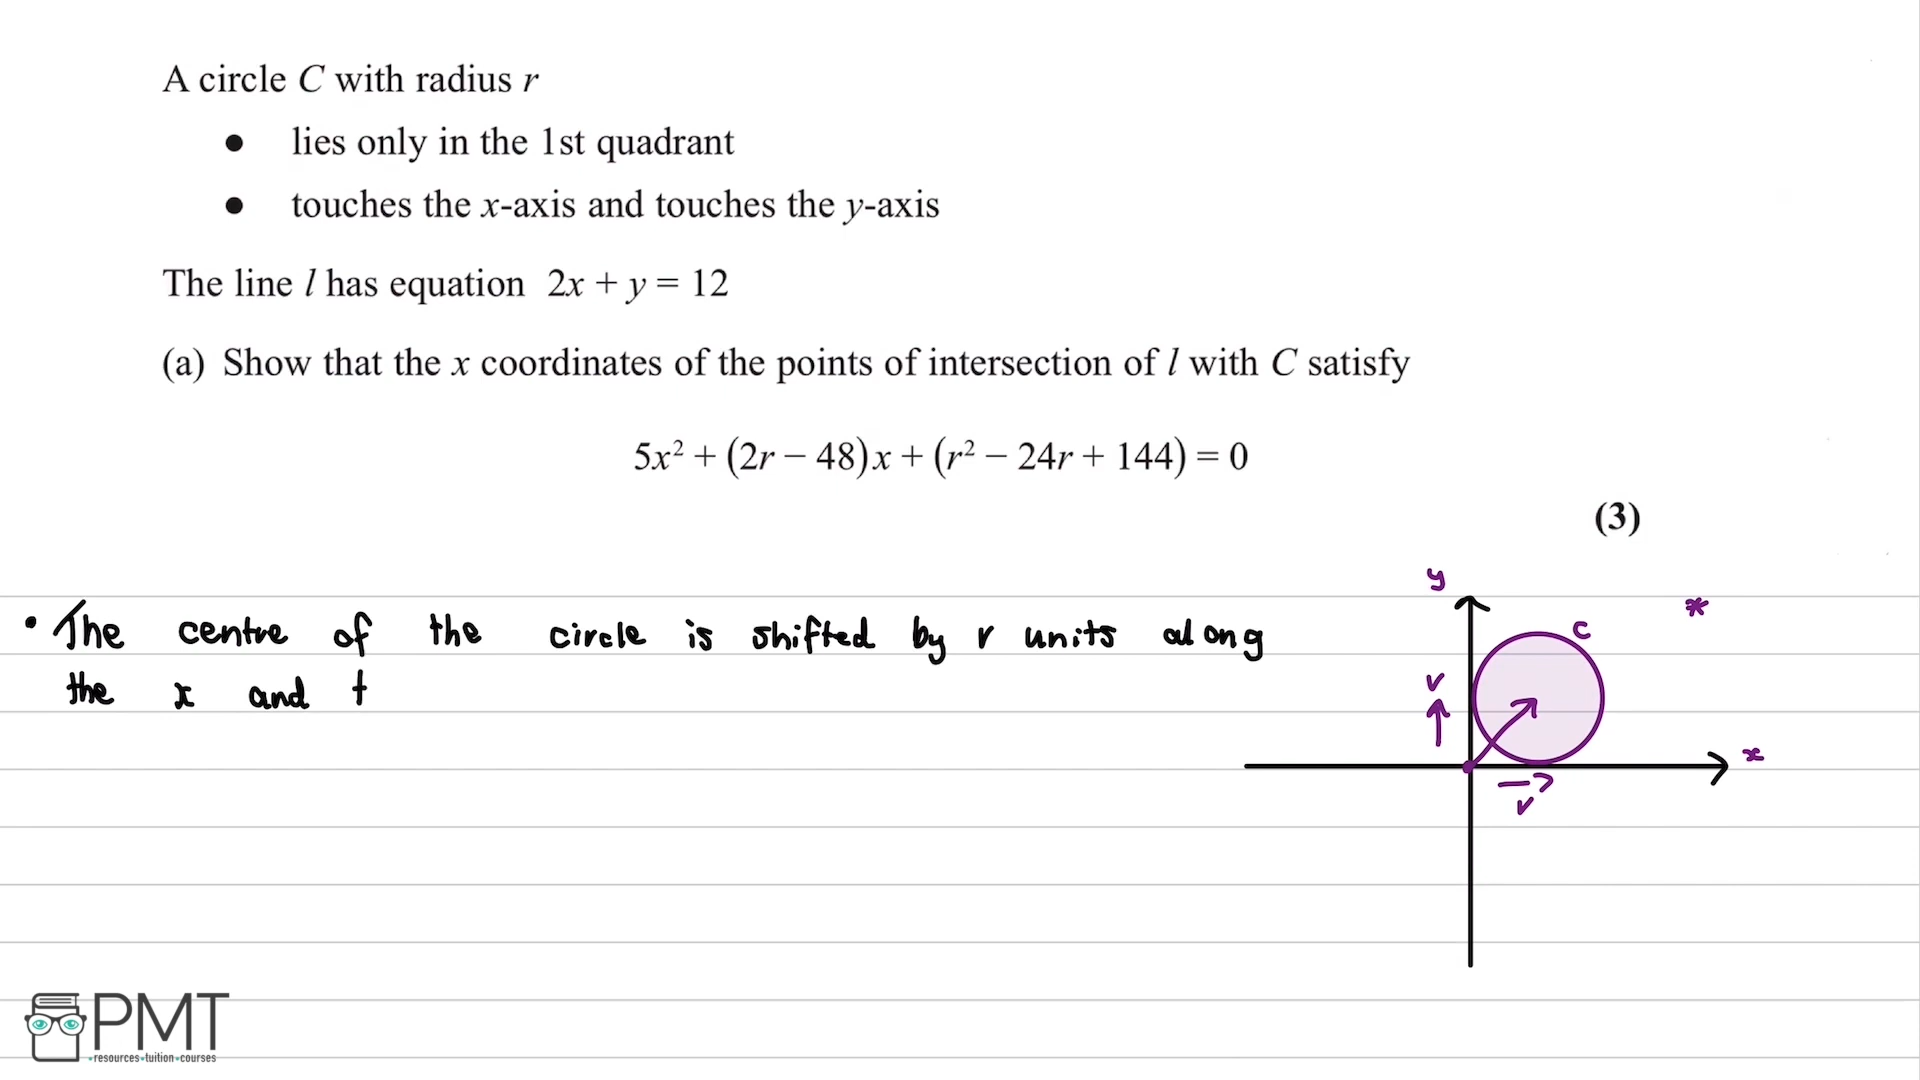 A circle C with radius r
● lies only in the 1st quadrant
● touches the x-axis and touches the y-axis
The line l has equation 2x + y = 12
(a) Show that the x coordinates of the points of intersection of l with C satisfy
5x² + (2r − 48)x + (r² − 24r + 144) = 0
(3)
• The centre of the circle is shifted by r units along
the x and t
y
*
C
r
x
r
PMT
resources•tuition•courses